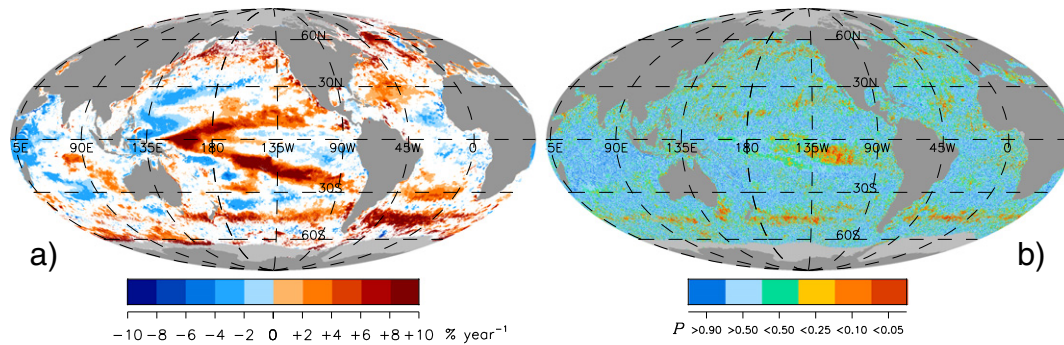 60N
30N
5E 90E 135E 180 135W 90W 45W 0
30S
60S
a)
−10 −8 −6 −4 −2 0 +2 +4 +6 +8 +10 % year⁻¹
60N
30N
5E 90E 135E 180 135W 90W 45W 0
30S
60S
b)
P >0.90 >0.50 <0.50 <0.25 <0.10 <0.05